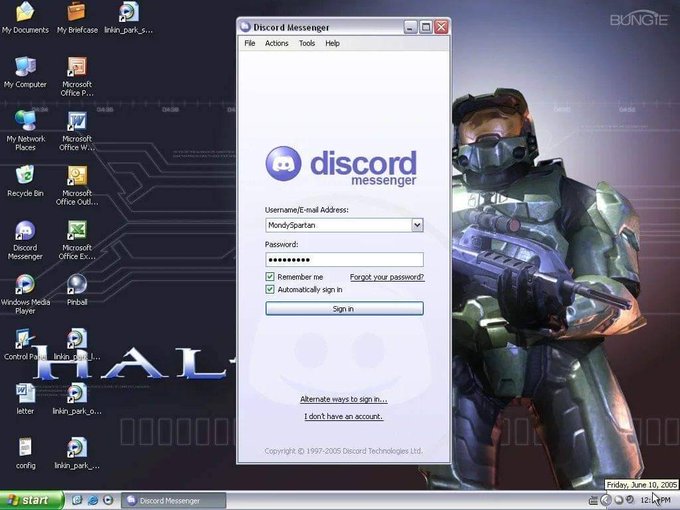 My Documents
My Briefcase
linkin_park_s...
My Computer
Microsoft
Office P...
My Network
Places
Microsoft
Office W...
Recycle Bin
Microsoft
Office Outl...
Discord
Messenger
Microsoft
Office Ex...
Windows Media
Player
Pinball
linkin_park_l...
letter
linkin_park_o...
config
linkin_park_...
Discord Messenger
File Actions Tools Help
discord
messenger
Username/E-mail Address:
MondySpartan
Password:
•••••••••
Remember me
Forgot your password?
Automatically sign in
Sign in
Alternate ways to sign in...
I don't have an account.
Copyright © 1997-2005 Discord Technologies Ltd.
BUNGIE
HAL
start
Discord Messenger
Friday, June 10, 2005